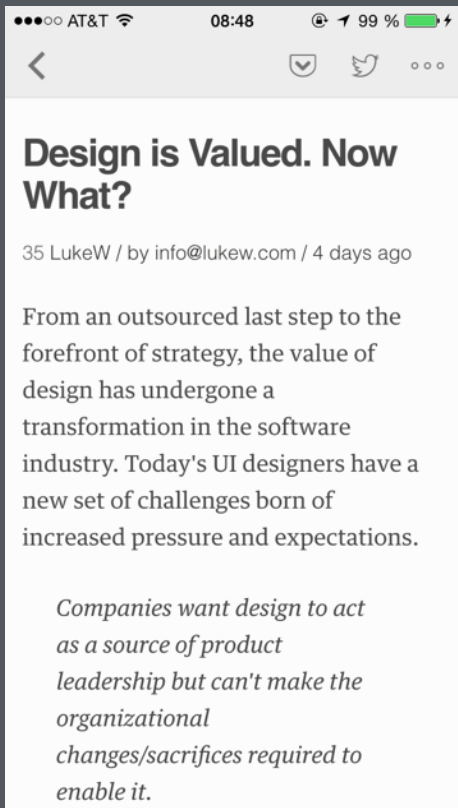 AT&T 08:48 99 %
Design is Valued. Now
What?
35 LukeW / by info@lukew.com / 4 days ago
From an outsourced last step to the
forefront of strategy, the value of
design has undergone a
transformation in the software
industry. Today's UI designers have a
new set of challenges born of
increased pressure and expectations.
Companies want design to act
as a source of product
leadership but can't make the
organizational
changes/sacrifices required to
enable it.